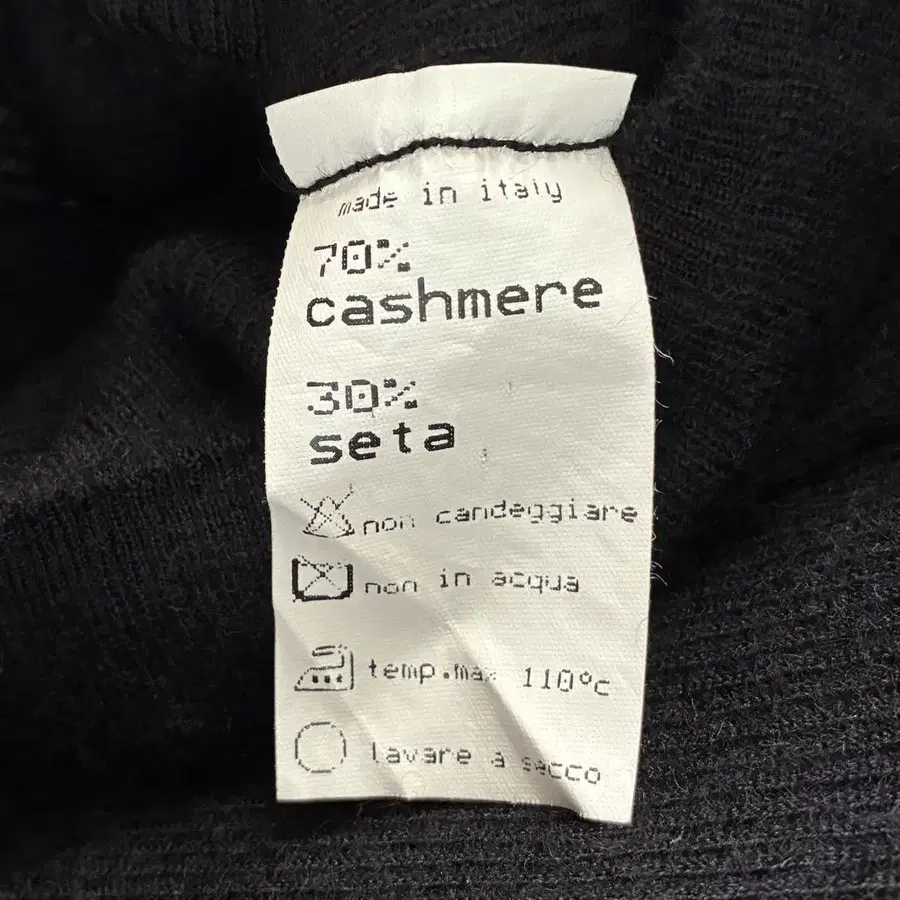 made in italy
70%
cashmere
30%
seta
non candeggiare
non in acqua
temp.max 110°c
lavare a secco